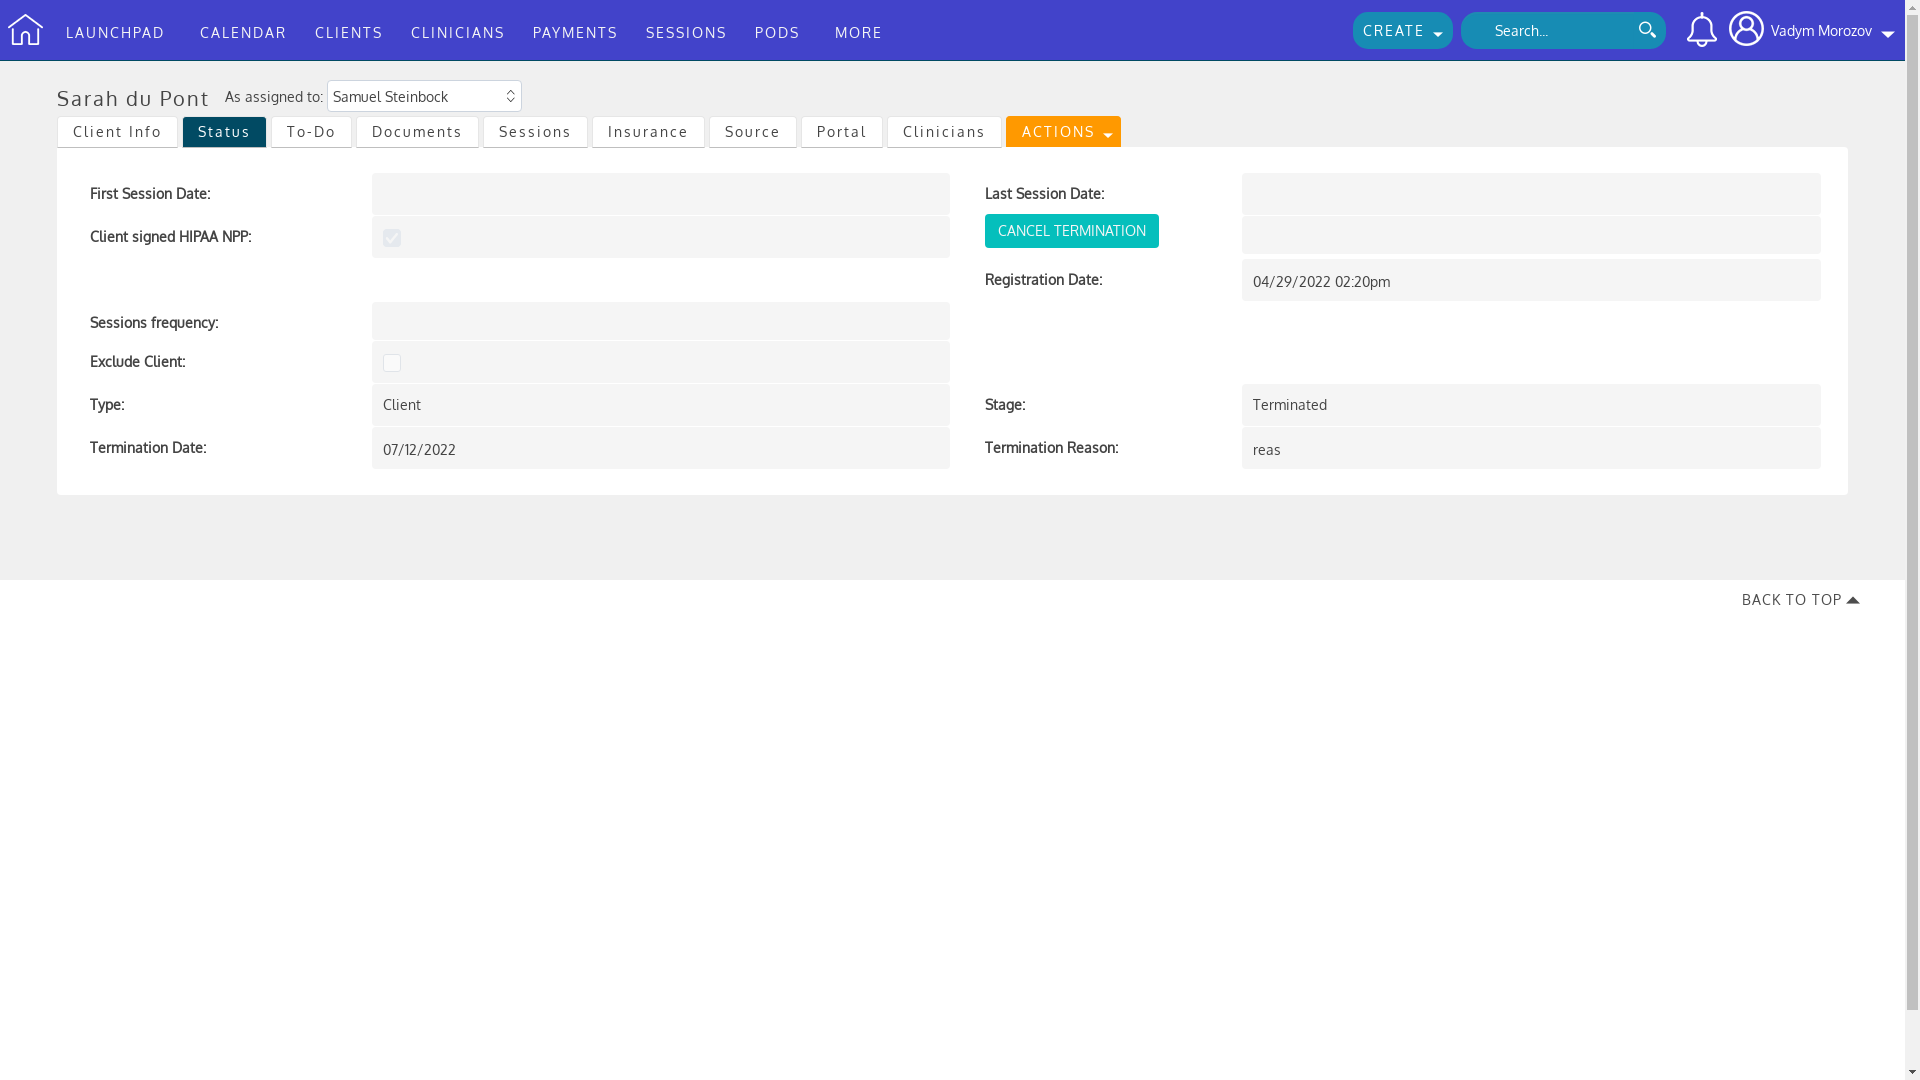 LAUNCHPAD CALENDAR CLIENTS CLINICIANS PAYMENTS SESSIONS PODS MORE CREATE Search... Vadym Morozov
Sarah du Pont As assigned to: Samuel Steinbock
Client Info Status To-Do Documents Sessions Insurance Source Portal Clinicians ACTIONS
First Session Date: Last Session Date:
Client signed HIPAA NPP: CANCEL TERMINATION
Registration Date: 04/29/2022 02:20pm
Sessions frequency:
Exclude Client:
Type: Client Stage: Terminated
Termination Date: 07/12/2022 Termination Reason: reas
BACK TO TOP